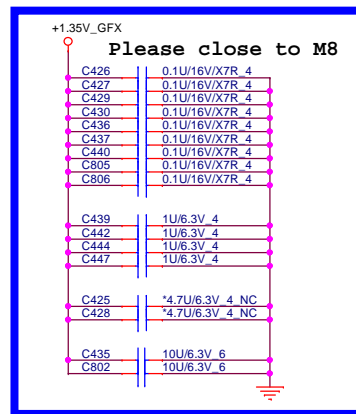 +1.35V_GFX
Please close to M8
C426 0.1U/16V/X7R_4
C427 0.1U/16V/X7R_4
C429 0.1U/16V/X7R_4
C430 0.1U/16V/X7R_4
C436 0.1U/16V/X7R_4
C437 0.1U/16V/X7R_4
C440 0.1U/16V/X7R_4
C805 0.1U/16V/X7R_4
C806 0.1U/16V/X7R_4
C439 1U/6.3V_4
C442 1U/6.3V_4
C444 1U/6.3V_4
C447 1U/6.3V_4
C425 *4.7U/6.3V_4_NC
C428 *4.7U/6.3V_4_NC
C435 10U/6.3V_6
C802 10U/6.3V_6